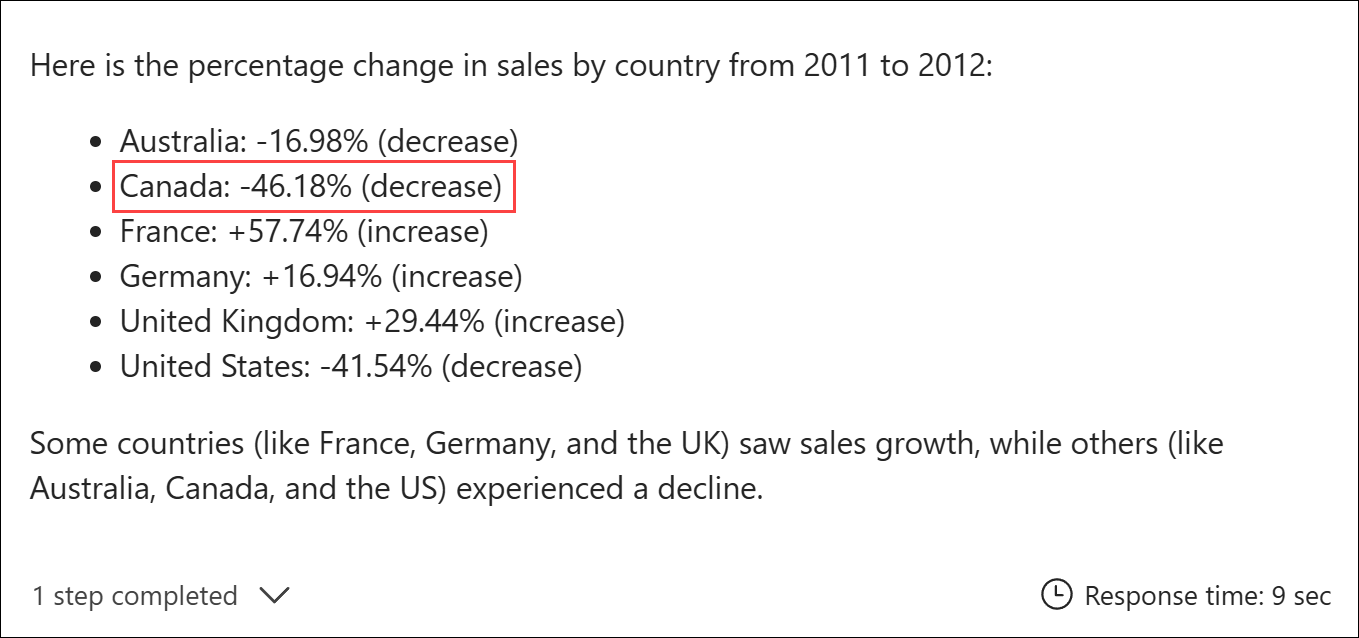 Here is the percentage change in sales by country from 2011 to 2012:
• Australia: -16.98% (decrease)
• Canada: -46.18% (decrease)
• France: +57.74% (increase)
• Germany: +16.94% (increase)
• United Kingdom: +29.44% (increase)
• United States: -41.54% (decrease)
Some countries (like France, Germany, and the UK) saw sales growth, while others (like
Australia, Canada, and the US) experienced a decline.
1 step completed
Response time: 9 sec